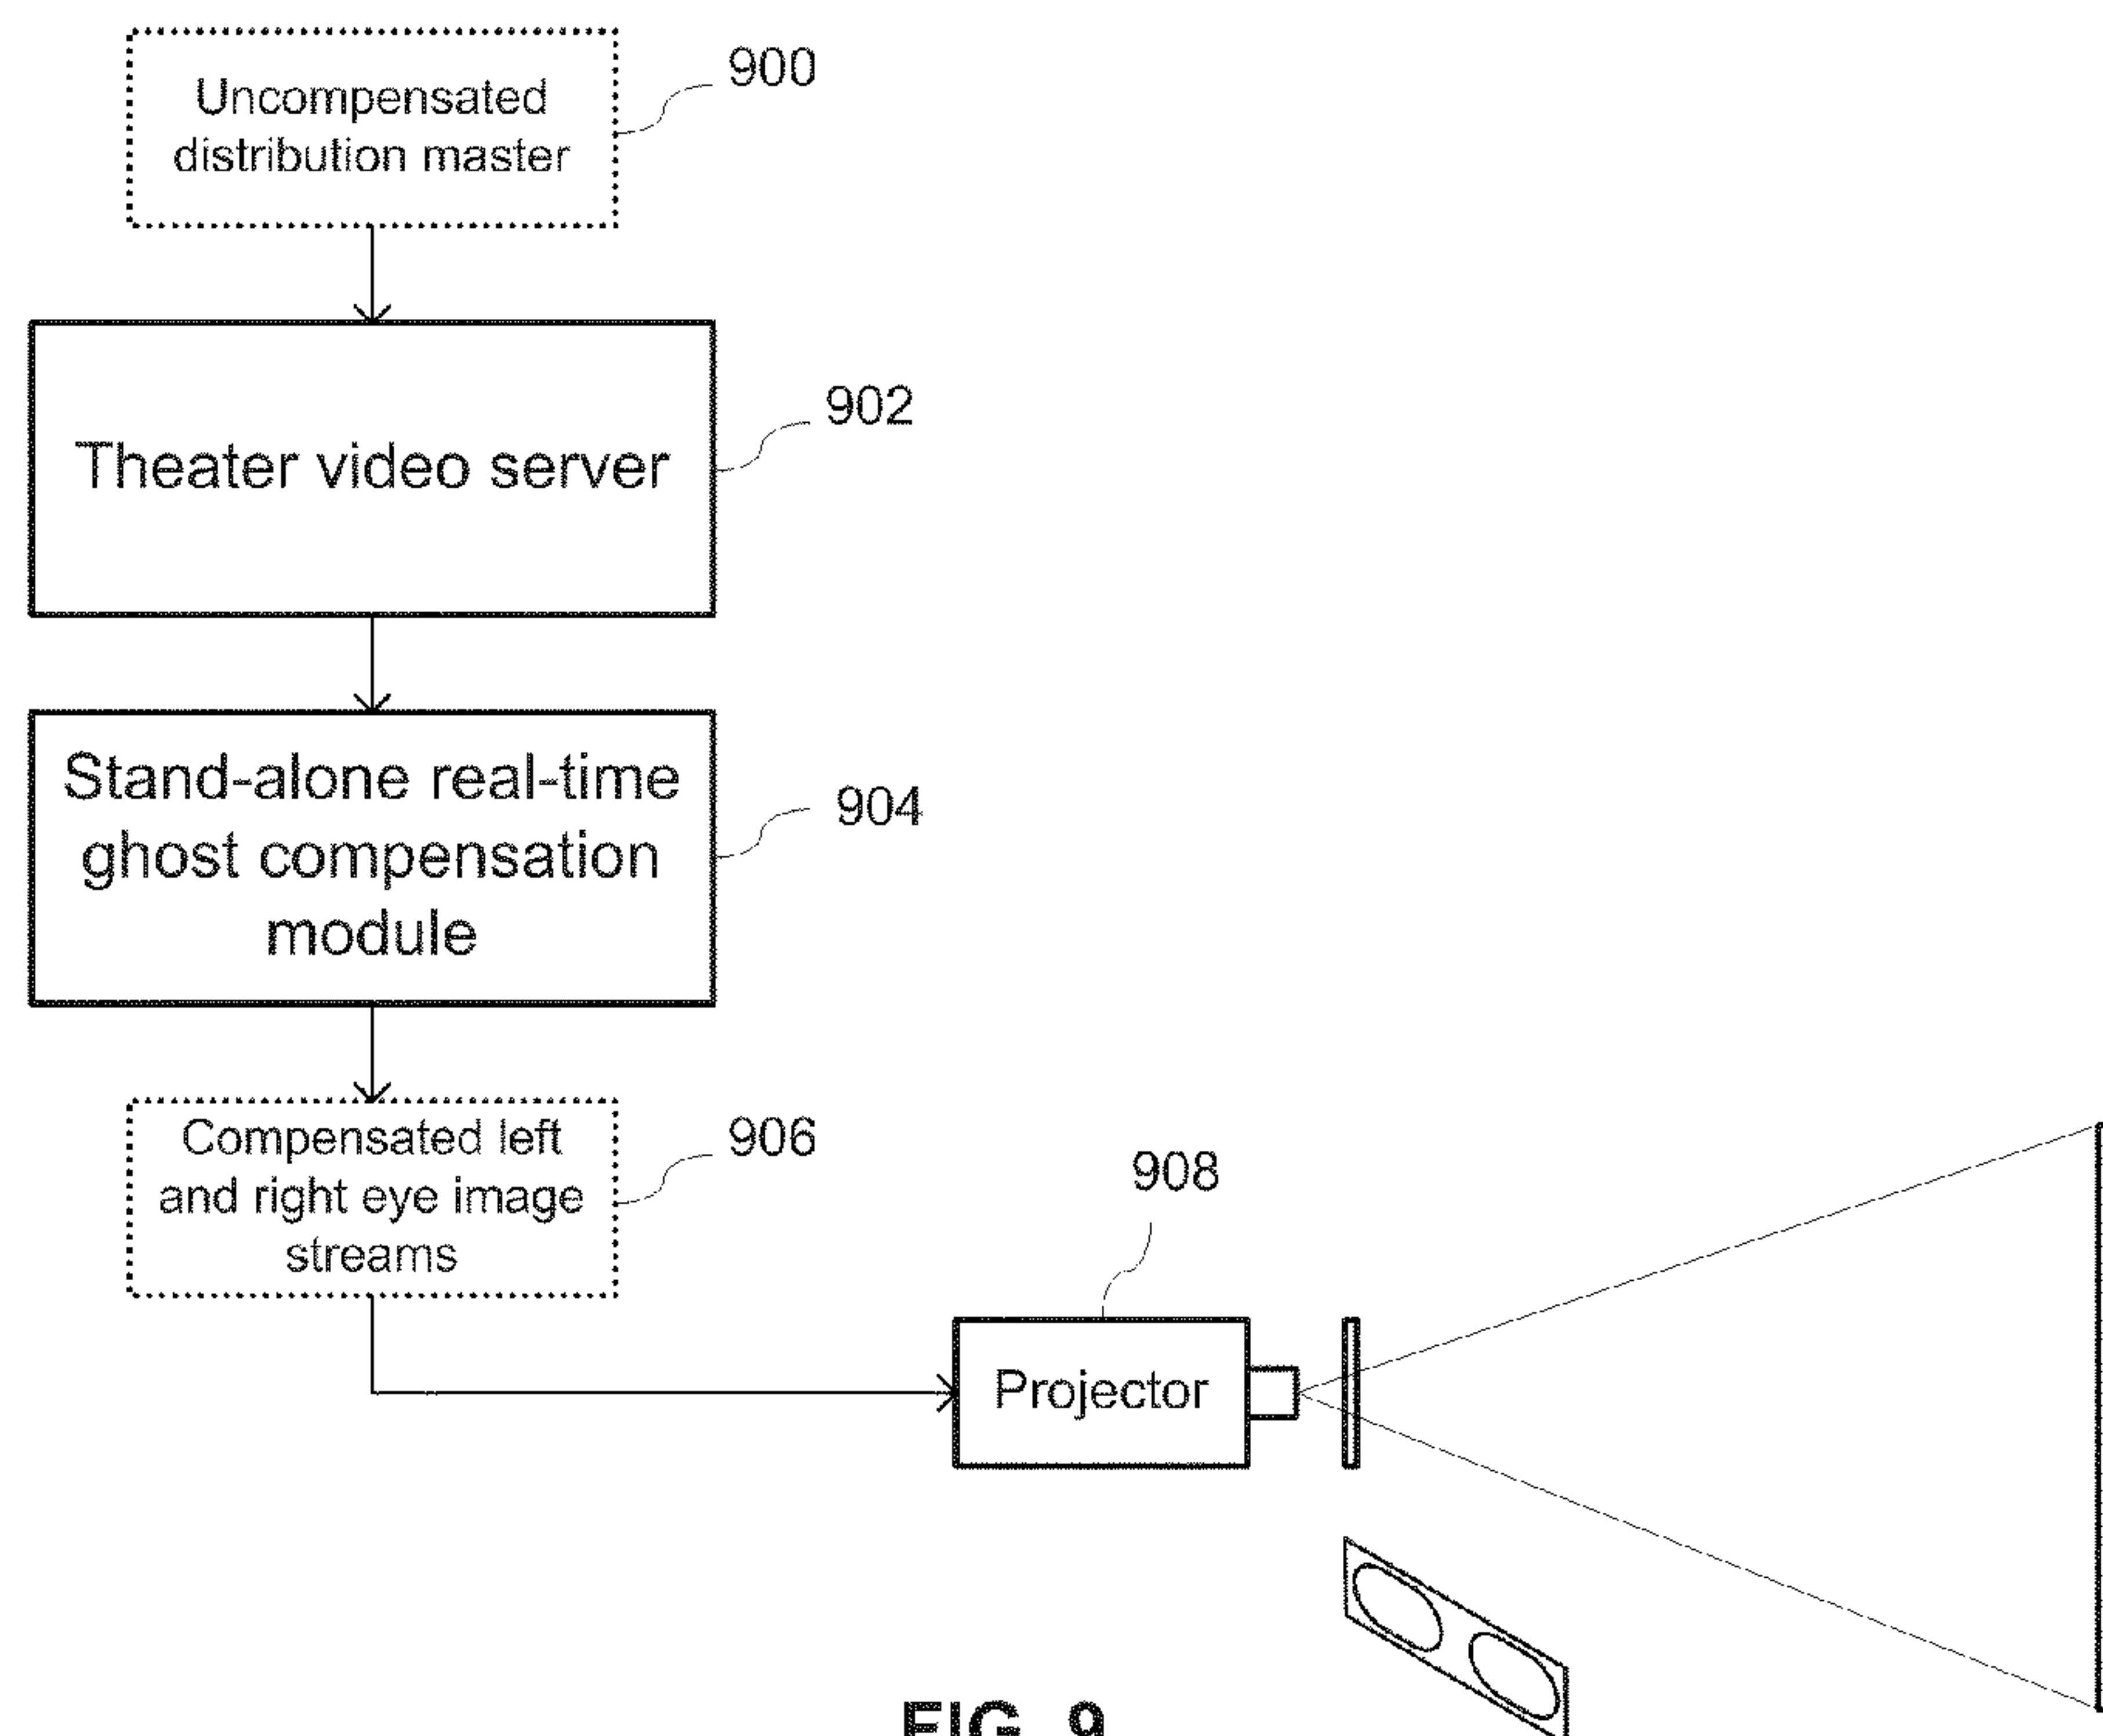 Uncompensated
distribution master
900
Theater video server
902
Stand-alone real-time
ghost compensation
module
904
Compensated left
and right eye image
streams
906
908
Projector
FIG. 9